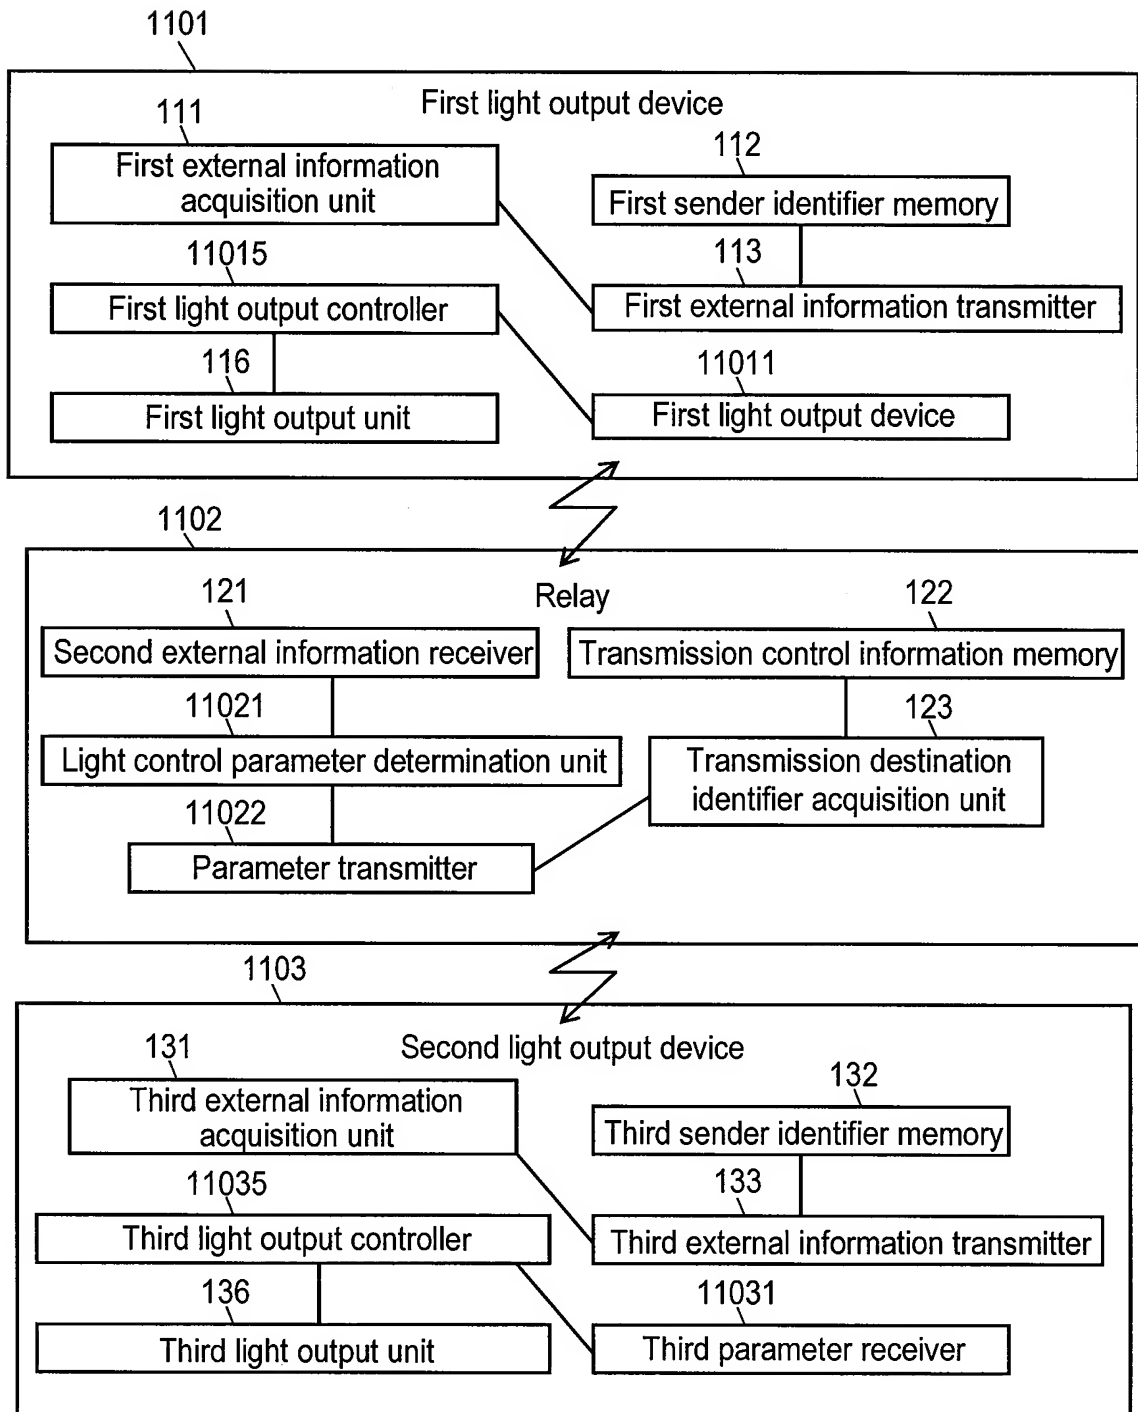 1101
First light output device
111
First external information
acquisition unit
112
First sender identifier memory
11015
First light output controller
113
First external information transmitter
116
First light output unit
11011
First light output device
1102
Relay
121
Second external information receiver
122
Transmission control information memory
11021
Light control parameter determination unit
123
Transmission destination
identifier acquisition unit
11022
Parameter transmitter
1103
Second light output device
131
Third external information
acquisition unit
132
Third sender identifier memory
11035
Third light output controller
133
Third external information transmitter
136
Third light output unit
11031
Third parameter receiver